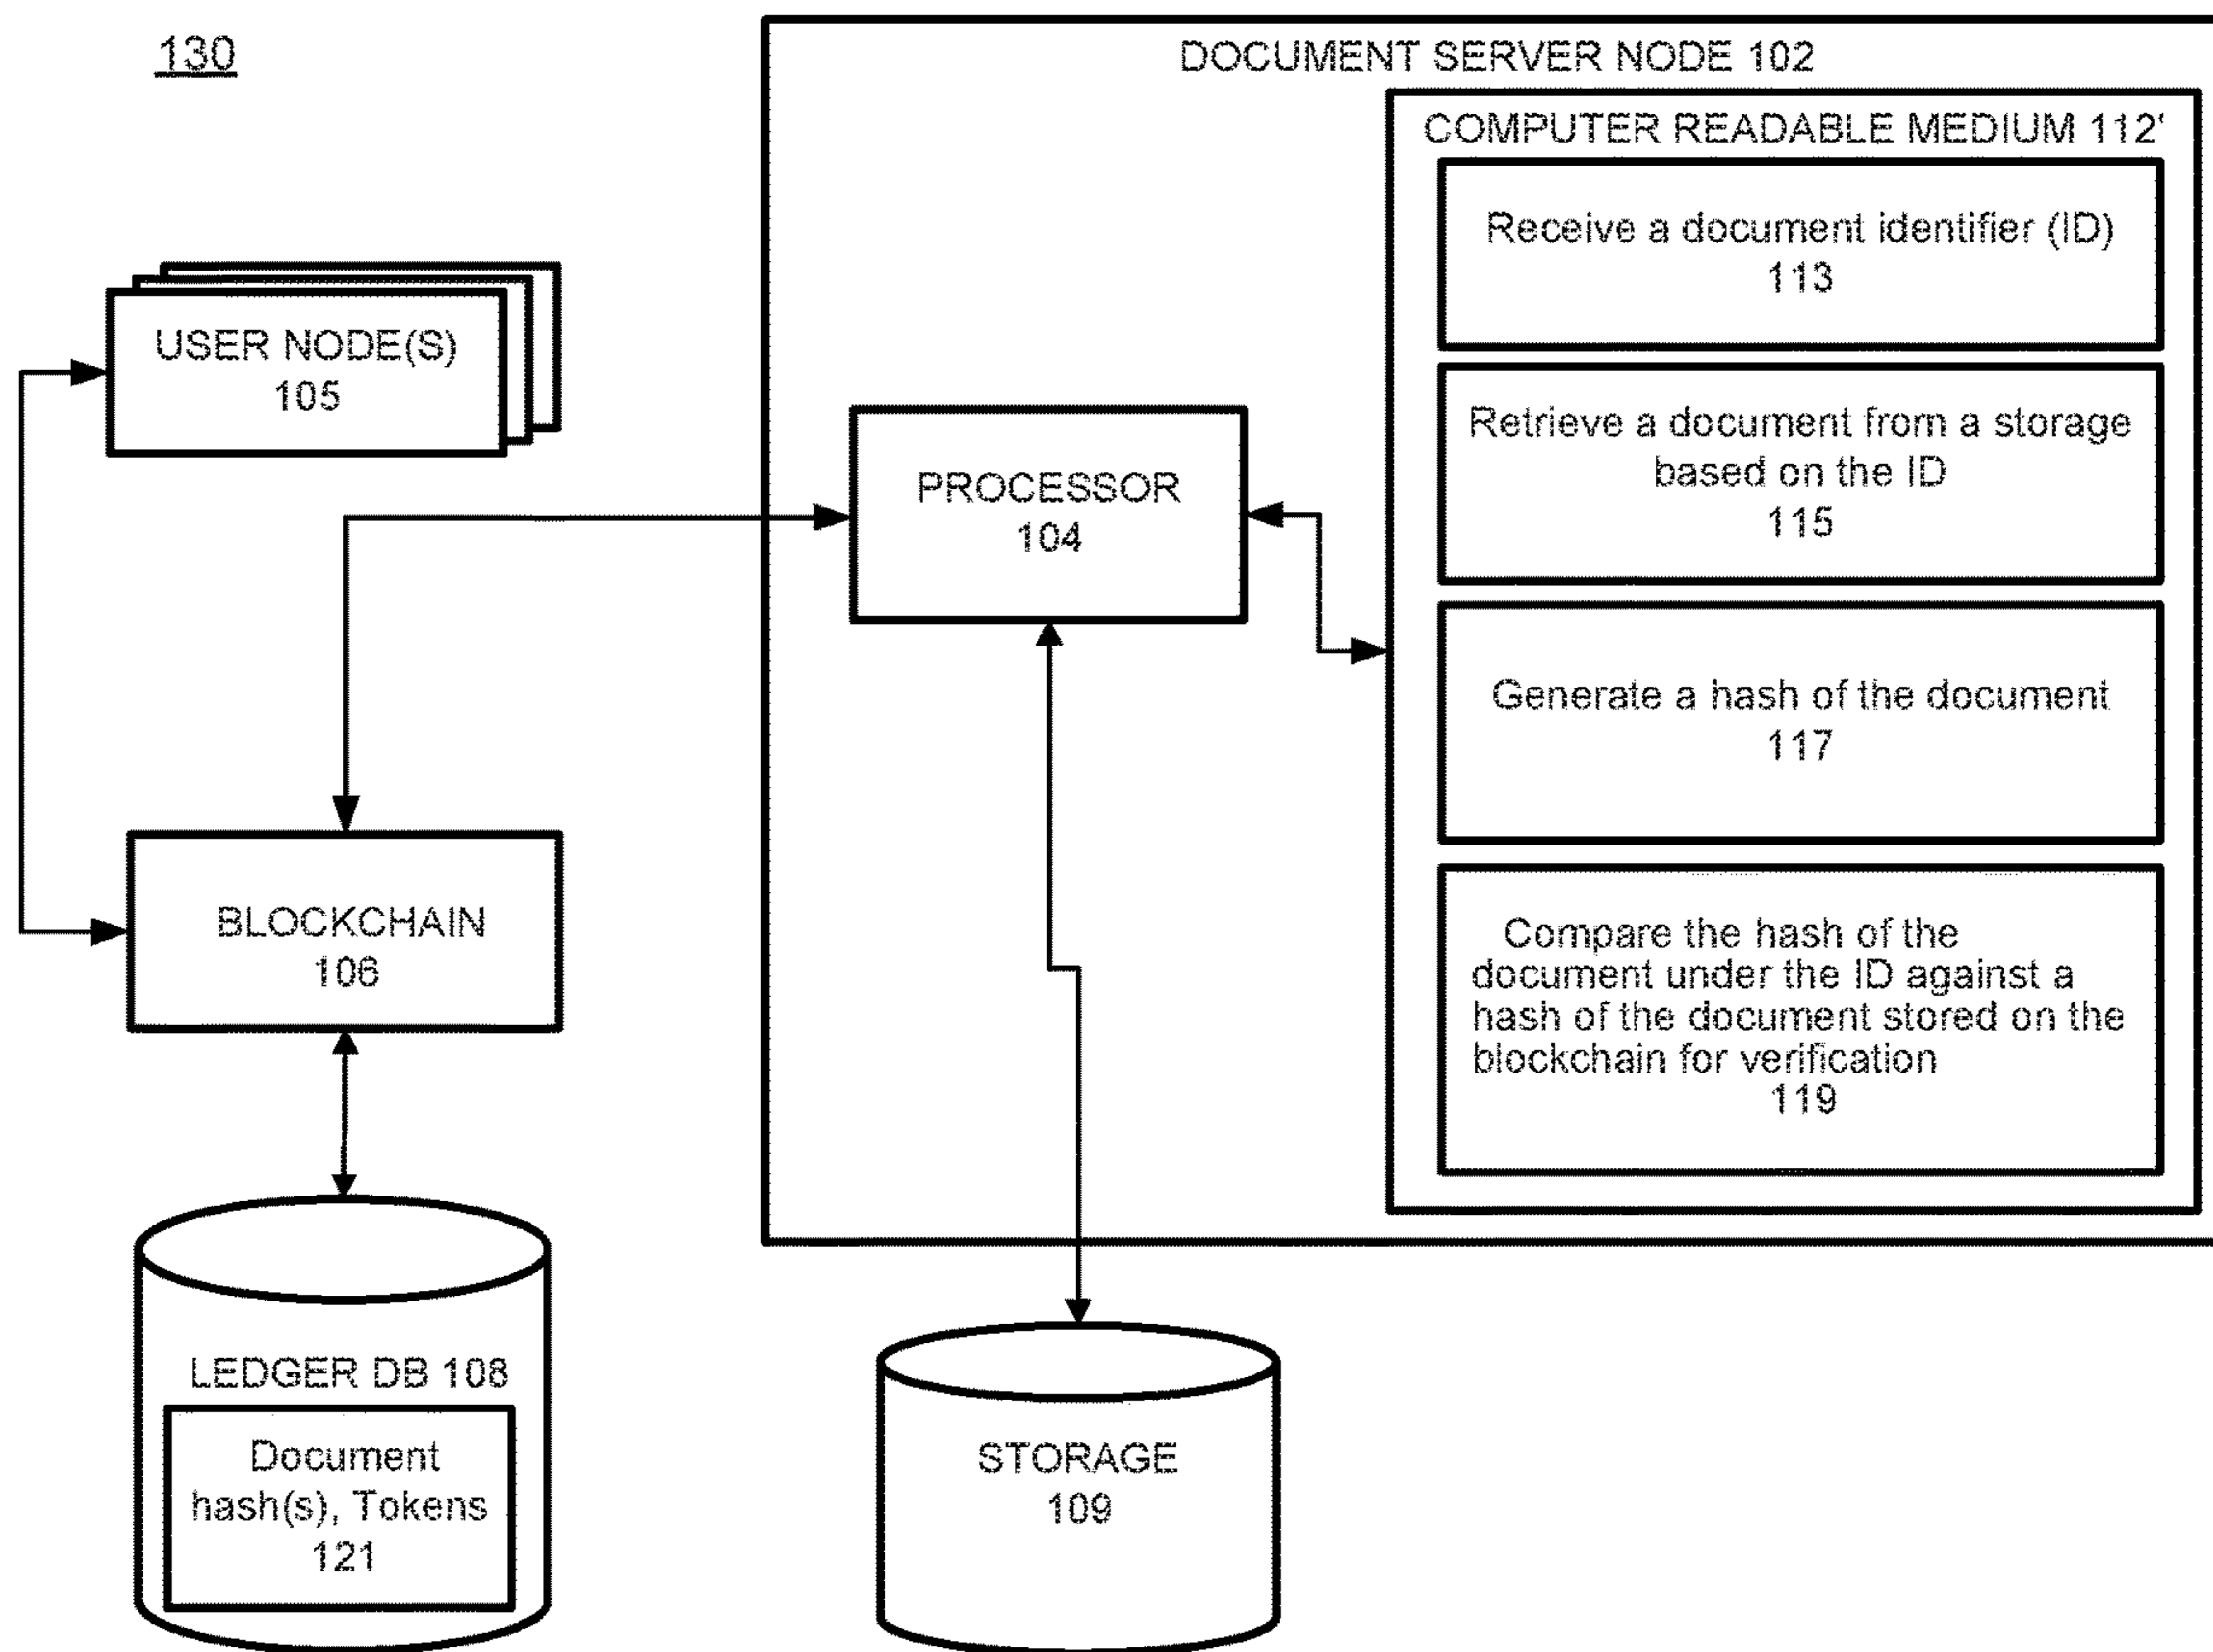 130
DOCUMENT SERVER NODE 102
COMPUTER READABLE MEDIUM 112'
Receive a document identifier (ID)
113
Retrieve a document from a storage
based on the ID
115
Generate a hash of the document
117
Compare the hash of the
document under the ID against a
hash of the document stored on the
blockchain for verification
119
USER NODE(S)
105
PROCESSOR
104
BLOCKCHAIN
106
LEDGER DB 108
Document
hash(s), Tokens
121
STORAGE
109